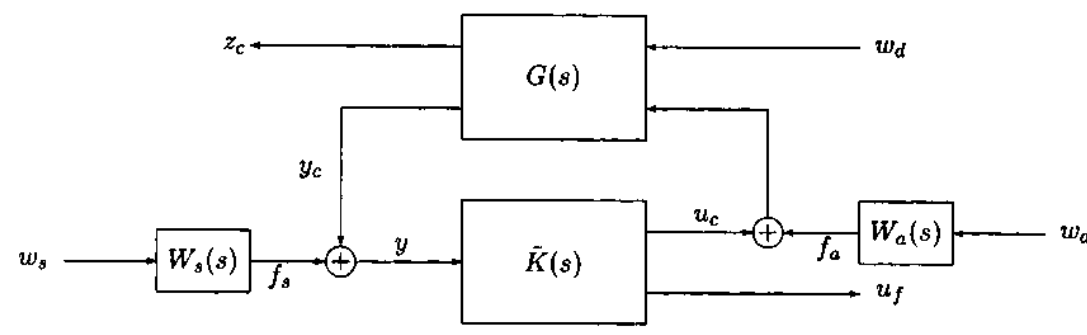 z_c
G(s)
w_d
y_c
w_s
W_s(s)
f_s
+
y
K̃(s)
u_c
+
f_a
W_a(s)
w_a
u_f